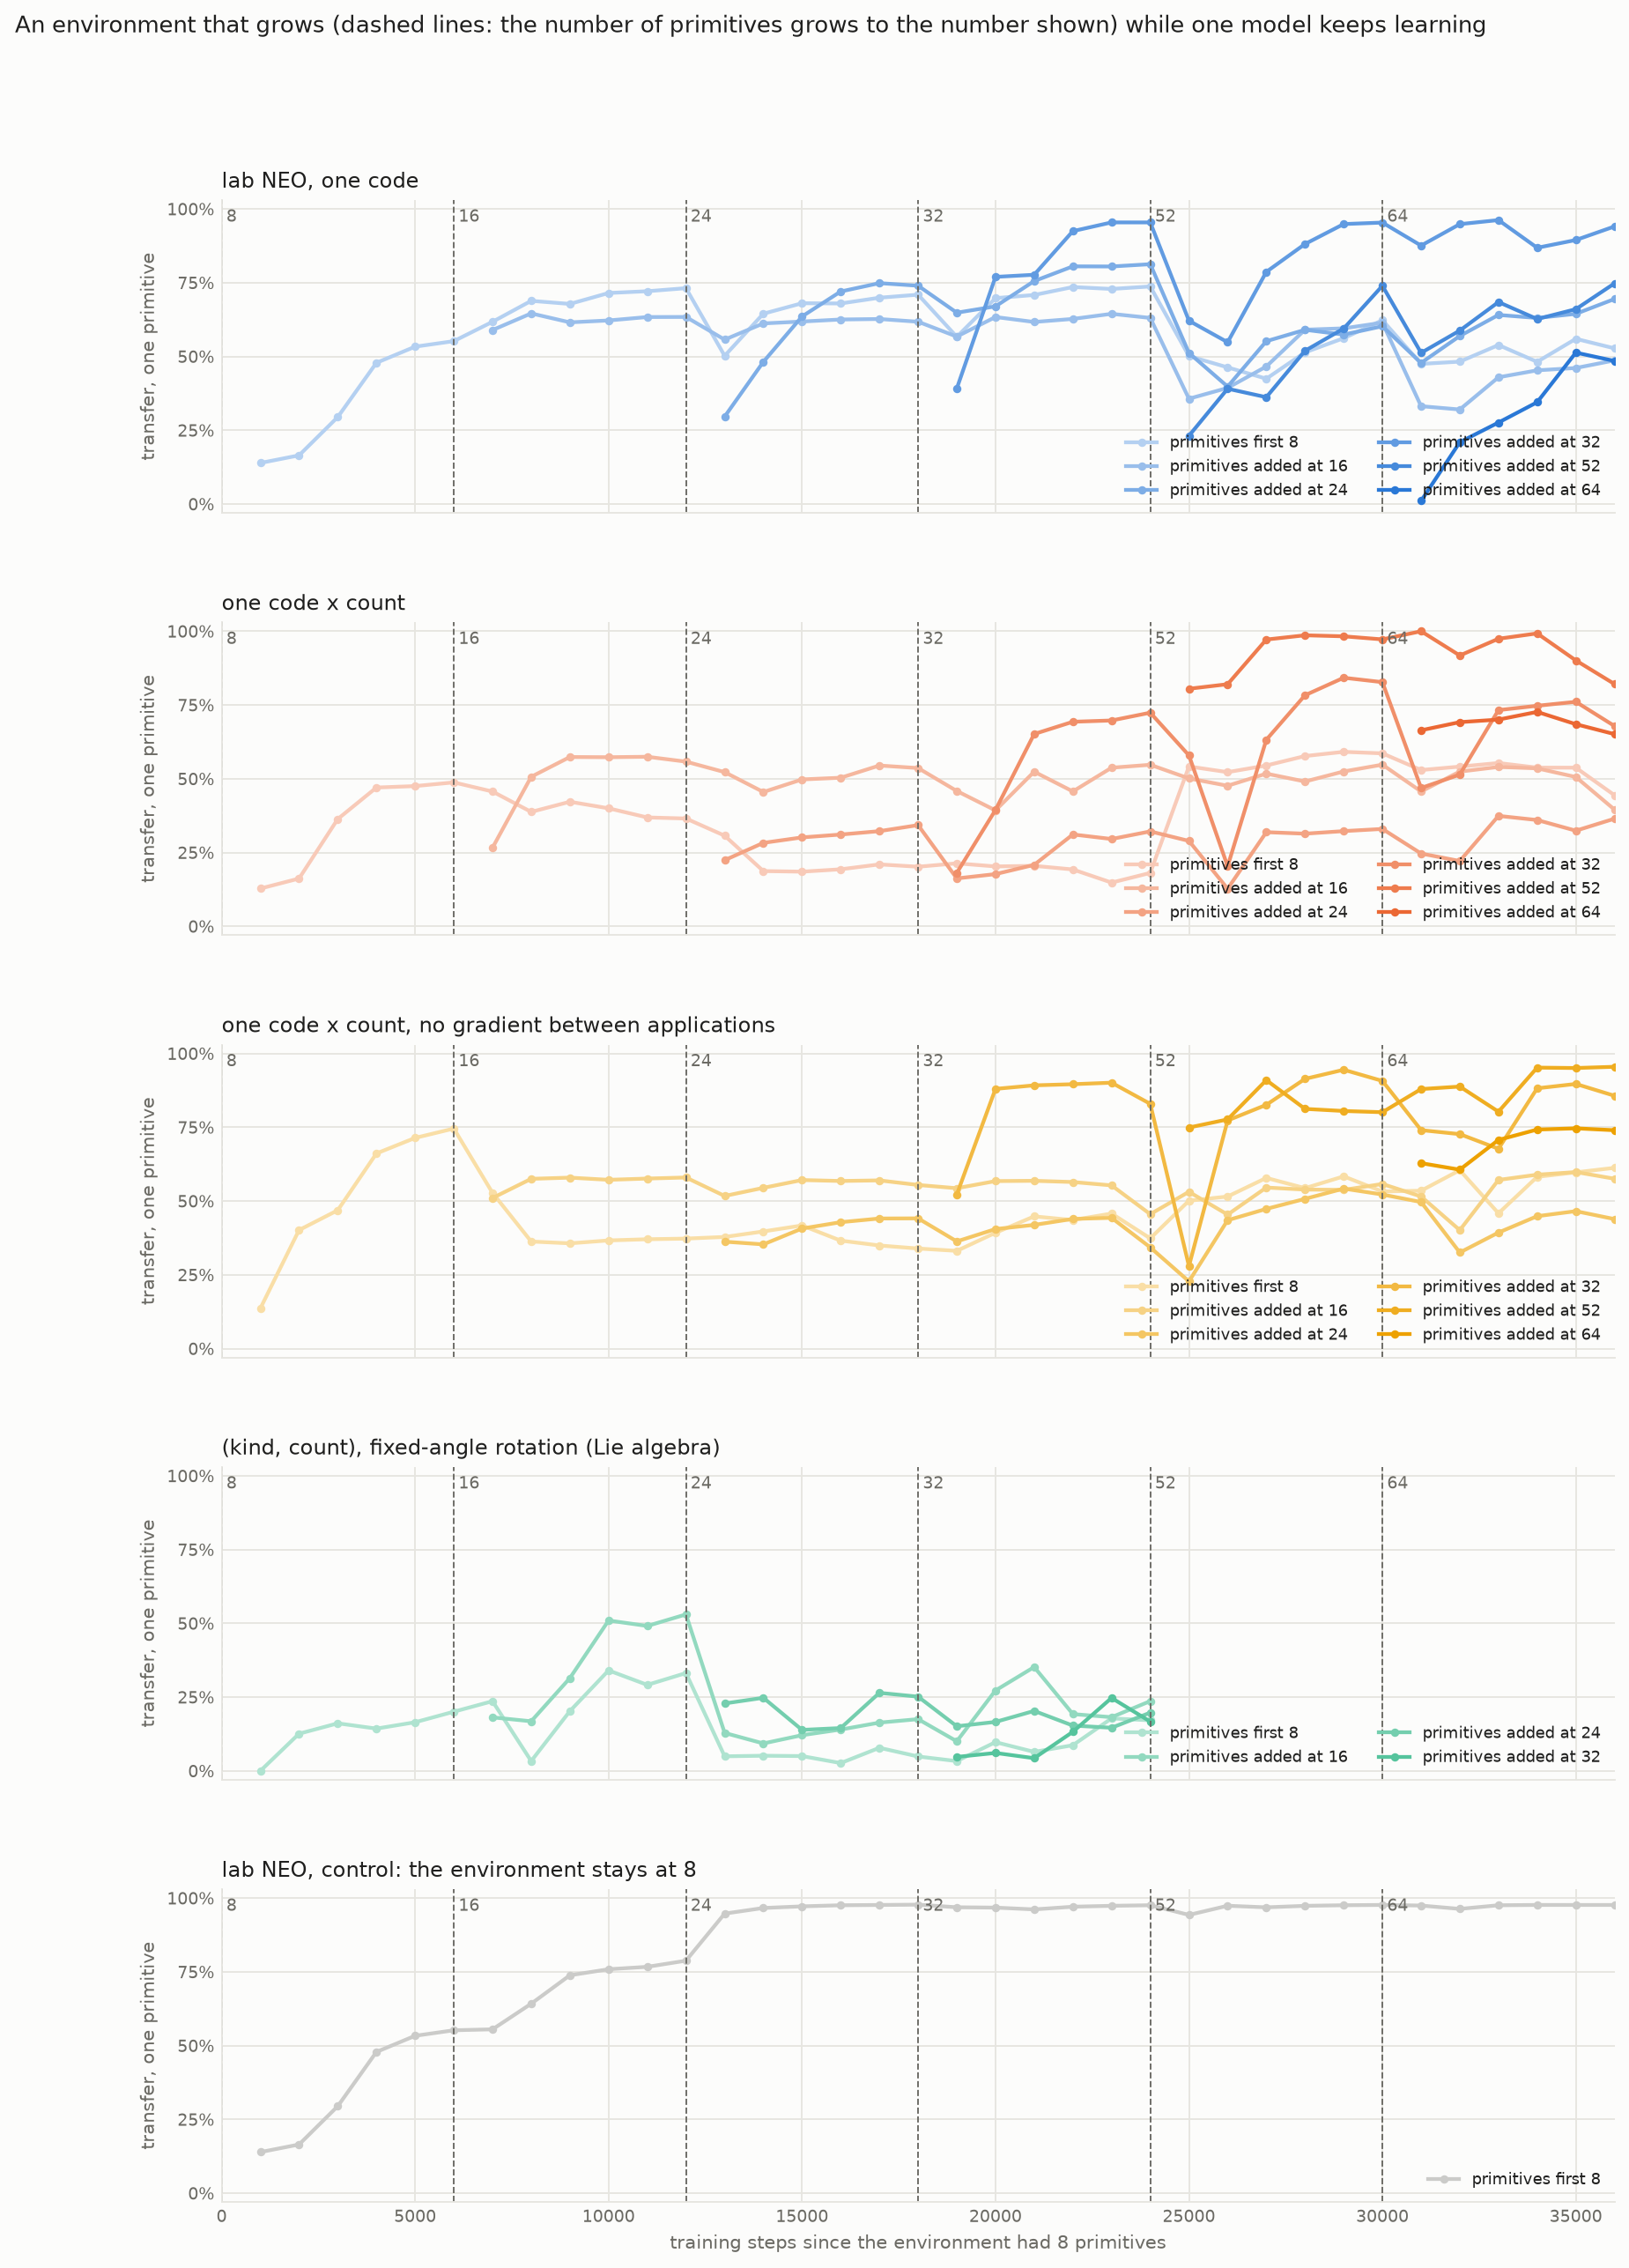 An environment that grows (dashed lines: the number of primitives grows to the number shown) while one model keeps learning
lab NEO, one code
100%
75%
50%
25%
0%
transfer, one primitive
8
16
24
32
52
64
primitives first 8
primitives added at 16
primitives added at 24
primitives added at 32
primitives added at 52
primitives added at 64
one code x count
100%
75%
50%
25%
0%
transfer, one primitive
8
16
24
32
52
64
primitives first 8
primitives added at 16
primitives added at 24
primitives added at 32
primitives added at 52
primitives added at 64
one code x count, no gradient between applications
100%
75%
50%
25%
0%
transfer, one primitive
8
16
24
32
52
64
primitives first 8
primitives added at 16
primitives added at 24
primitives added at 32
primitives added at 52
primitives added at 64
(kind, count), fixed-angle rotation (Lie algebra)
100%
75%
50%
25%
0%
transfer, one primitive
8
16
24
32
52
64
primitives first 8
primitives added at 16
primitives added at 24
primitives added at 32
lab NEO, control: the environment stays at 8
100%
75%
50%
25%
0%
transfer, one primitive
8
16
24
32
52
64
primitives first 8
0
5000
10000
15000
20000
25000
30000
35000
training steps since the environment had 8 primitives